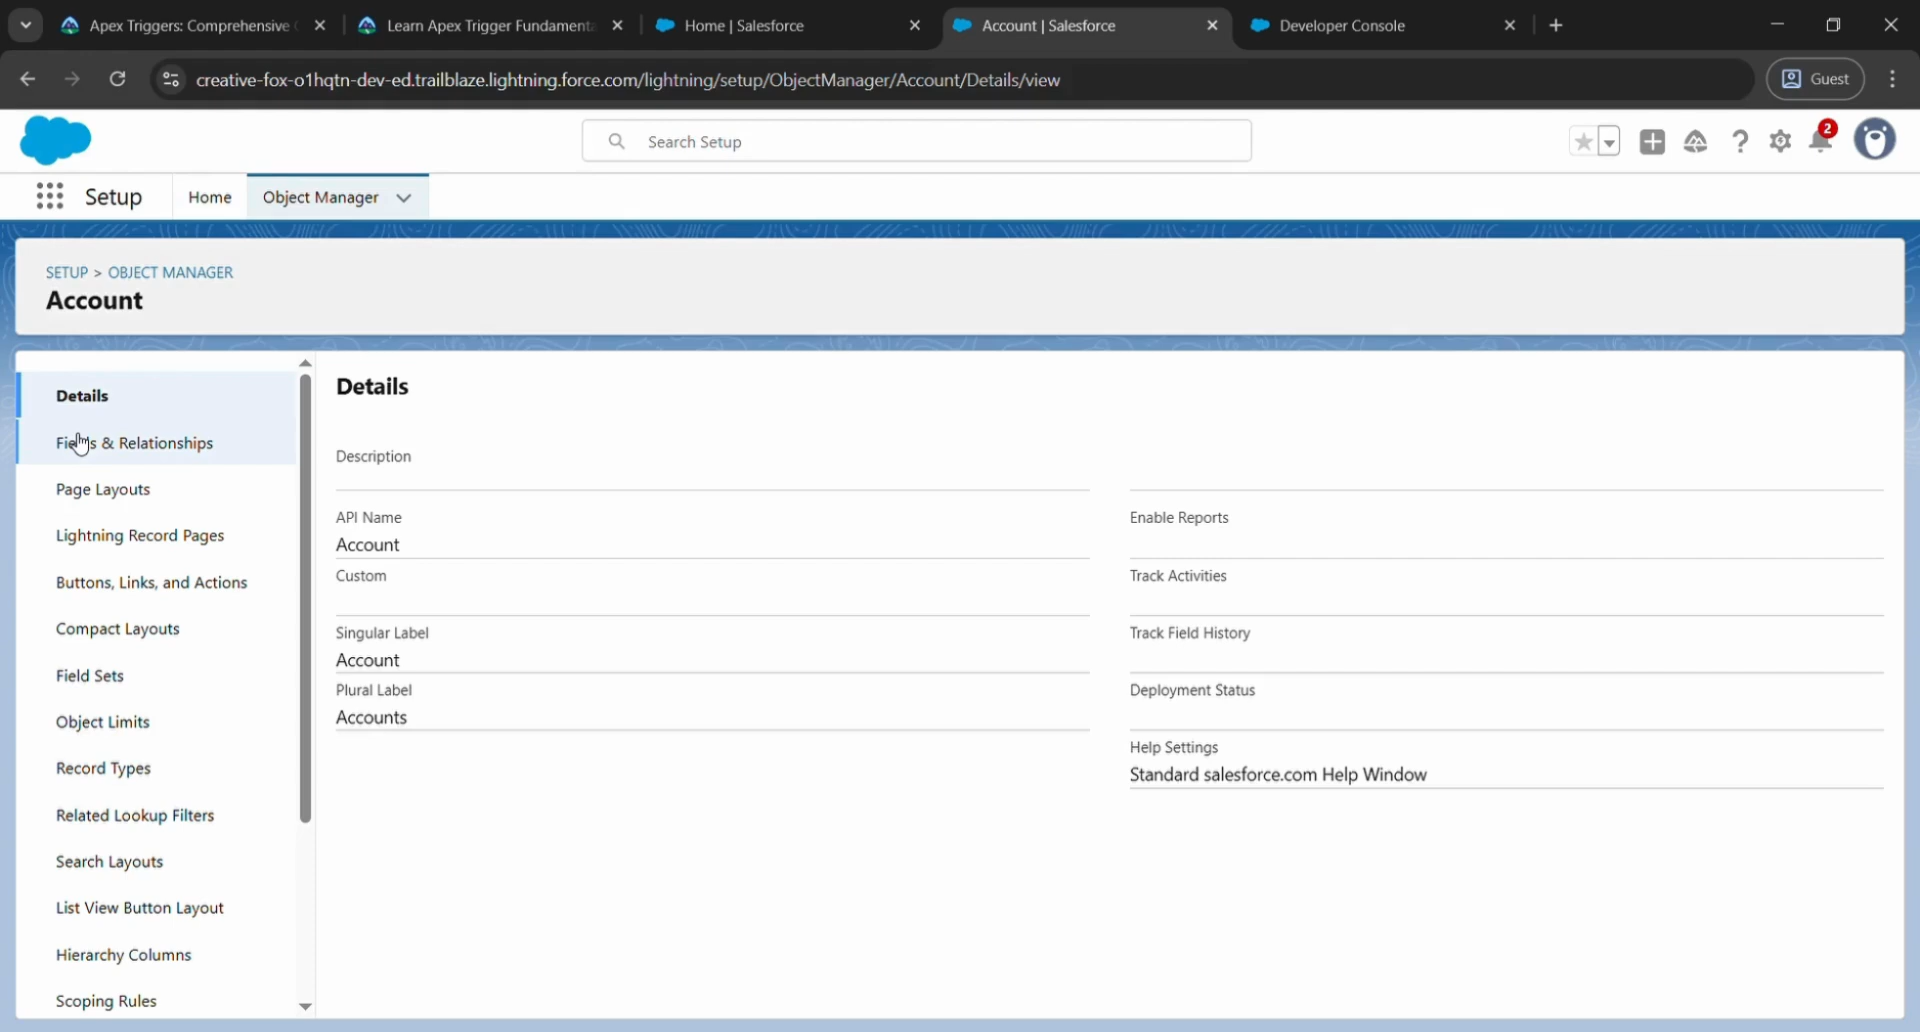 Apex Triggers: Comprehensive
Learn Apex Trigger Fundamenta
Home | Salesforce
Account | Salesforce
Developer Console
creative-fox-o1hqtn-dev-ed.trailblaze.lightning.force.com/lightning/setup/ObjectManager/Account/Details/view
Guest
Search Setup
2
Setup
Home
Object Manager
SETUP > OBJECT MANAGER
Account
Details
Fields & Relationships
Page Layouts
Lightning Record Pages
Buttons, Links, and Actions
Compact Layouts
Field Sets
Object Limits
Record Types
Related Lookup Filters
Search Layouts
List View Button Layout
Hierarchy Columns
Scoping Rules
Details
Description
API Name
Account
Custom
Singular Label
Account
Plural Label
Accounts
Enable Reports
Track Activities
Track Field History
Deployment Status
Help Settings
Standard salesforce.com Help Window